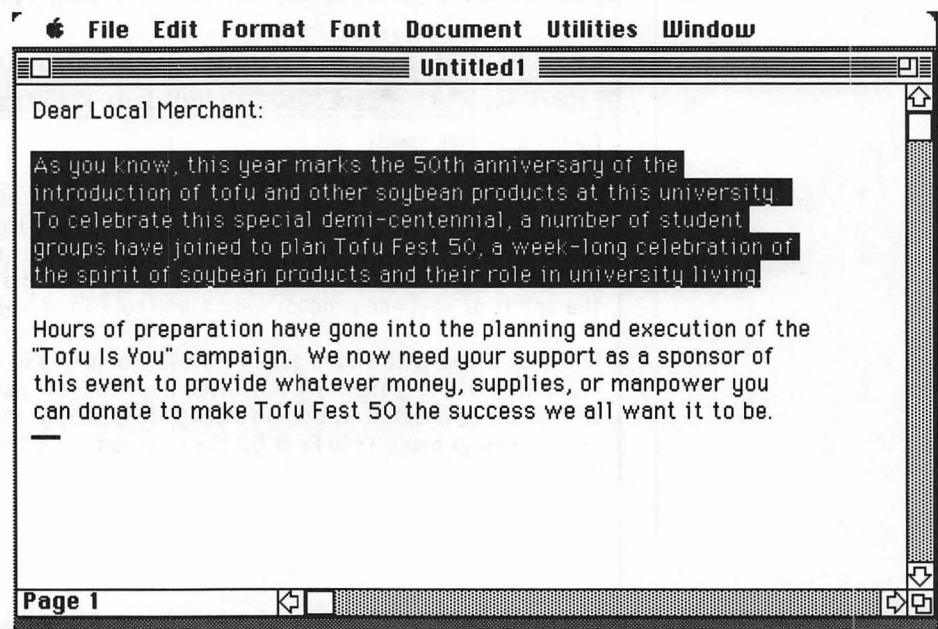 File Edit Format Font Document Utilities Window
Untitled1
Dear Local Merchant:
As you know, this year marks the 50th anniversary of the
introduction of tofu and other soybean products at this university.
To celebrate this special demi-centennial, a number of student
groups have joined to plan Tofu Fest 50, a week-long celebration of
the spirit of soybean products and their role in university living
Hours of preparation have gone into the planning and execution of the
"Tofu Is You" campaign. We now need your support as a sponsor of
this event to provide whatever money, supplies, or manpower you
can donate to make Tofu Fest 50 the success we all want it to be.
Page 1